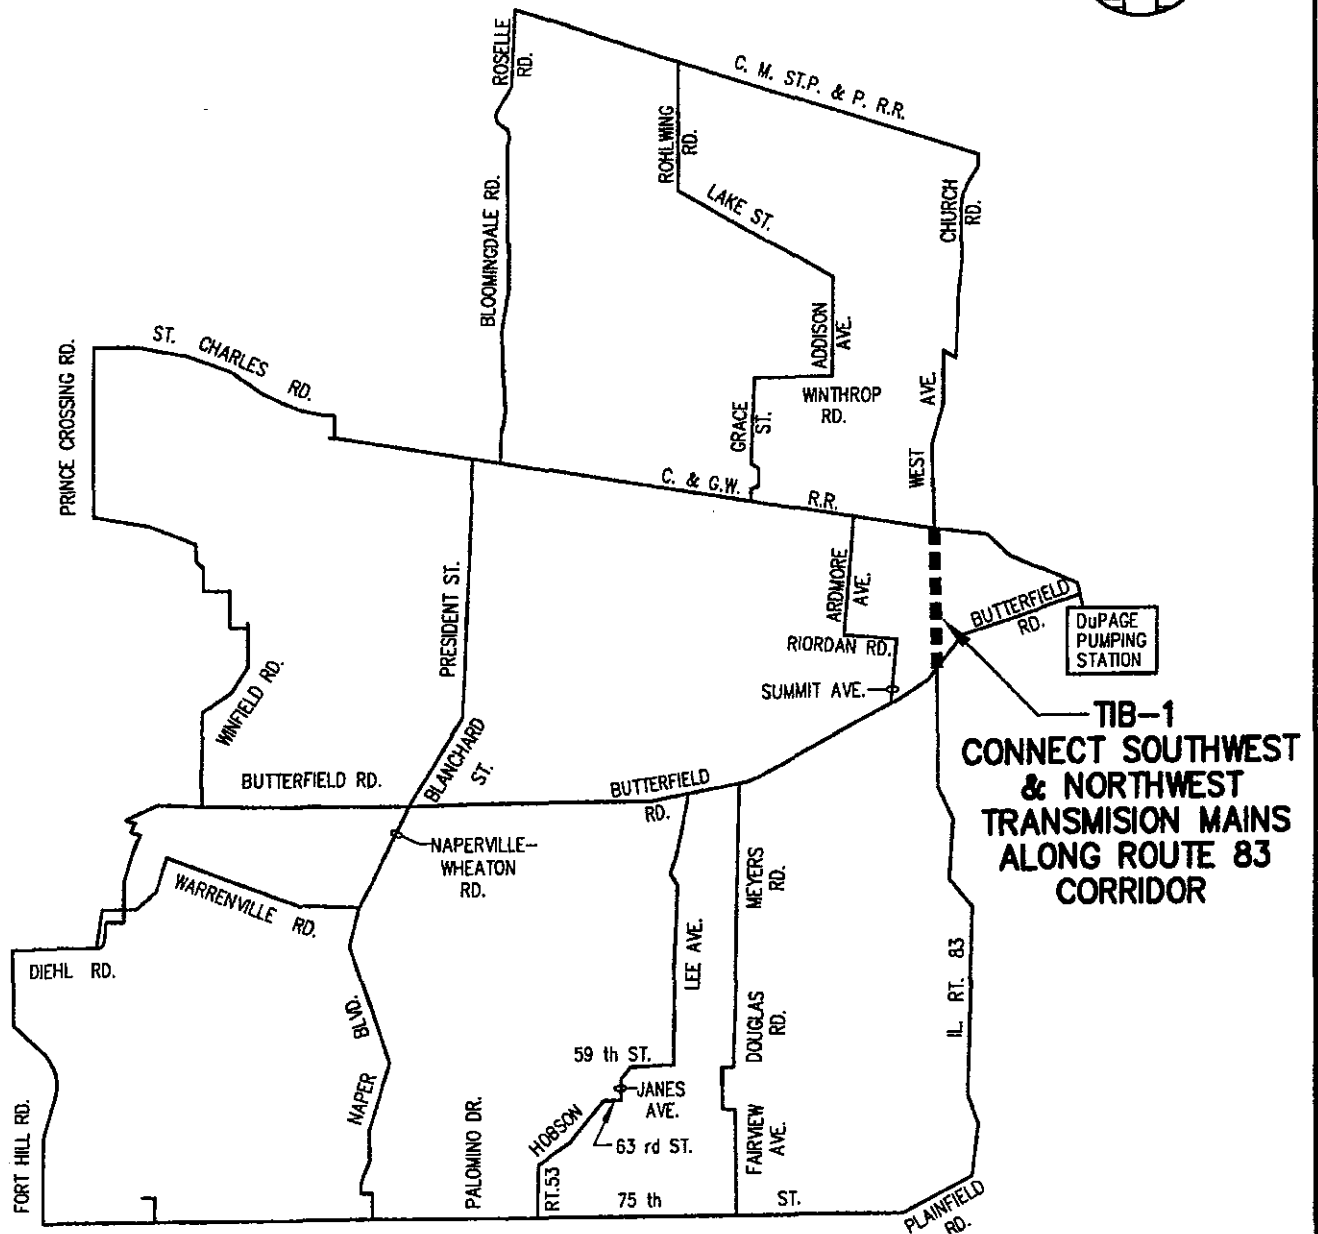 ROSELLE
RD.
C. M. ST.P. & P. R.R.
ROHLWING
RD.
LAKE ST.
CHURCH
RD.
BLOOMINGDALE RD.
ADDISON
AVE.
ST. CHARLES RD.
PRINCE CROSSING RD.
WINTHROP
RD.
GRACE
ST.
WEST AVE.
C. & G.W. R.R.
ARDMORE
AVE.
PRESIDENT ST.
BUTTERFIELD
RD.
DuPAGE
PUMPING
STATION
RIORDAN RD.
SUMMIT AVE.
WINFIELD RD.
TIB-1
CONNECT SOUTHWEST
& NORTHWEST
TRANSMISION MAINS
ALONG ROUTE 83
CORRIDOR
BLANCHARD
ST.
BUTTERFIELD RD.
BUTTERFIELD
RD.
NAPERVILLE-
WHEATON
RD.
WARRENVILLE RD.
MEYERS
RD.
LEE AVE.
DIEHL RD.
IL. RT. 83
DOUGLAS
RD.
NAPER BLVD.
59 th ST.
JANES
AVE.
HOBSON
63 rd ST.
FORT HILL RD.
PALOMINO DR.
FAIRVIEW
AVE.
RT.53
75 th ST.
PLAINFIELD
RD.